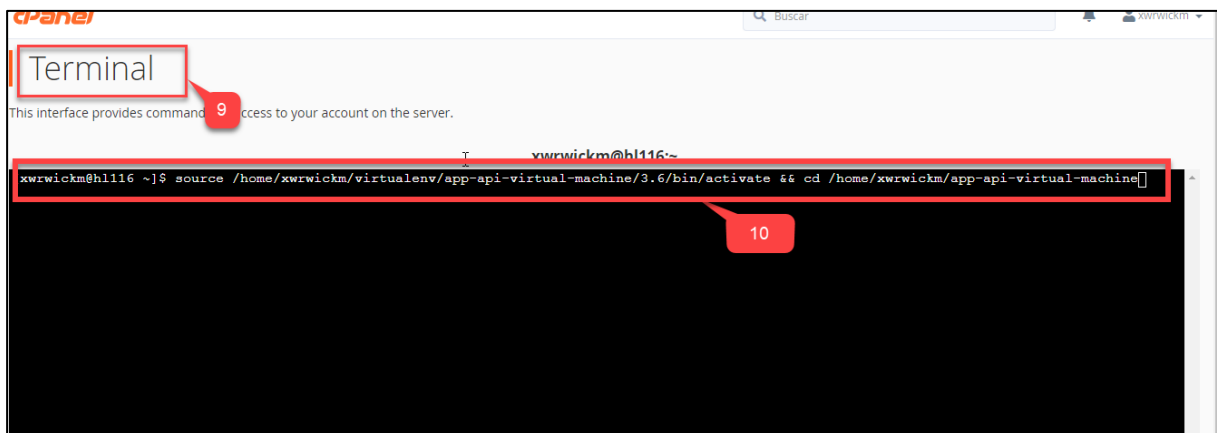 cPanel
Buscar
xwrwickm
Terminal
9
This interface provides command ccess to your account on the server.
xwrwickm@hl116:~
xwrwickm@hl116 ~]$ source /home/xwrwickm/virtualenv/app-api-virtual-machine/3.6/bin/activate && cd /home/xwrwickm/app-api-virtual-machine
10